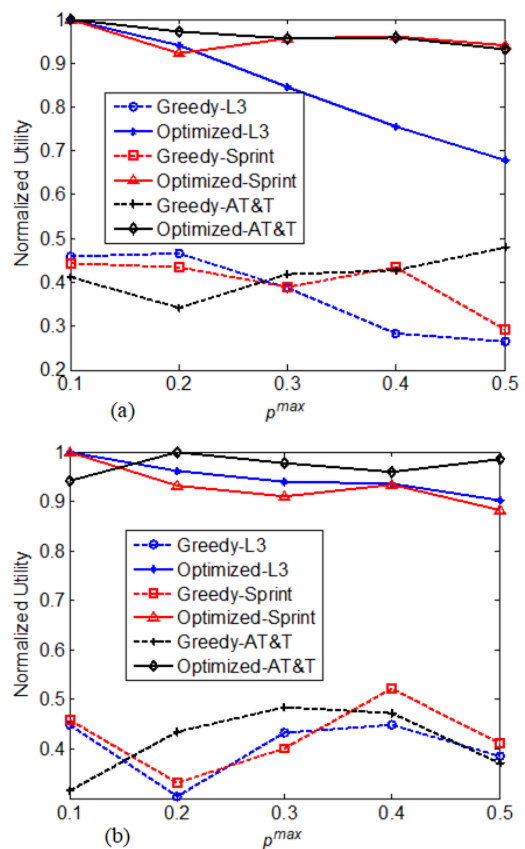 1
0.9
0.8
0.7
0.6
0.5
0.4
0.3
0.2
Normalized Utility
Greedy-L3
Optimized-L3
Greedy-Sprint
Optimized-Sprint
Greedy-AT&T
Optimized-AT&T
0.1 0.2 0.3 0.4 0.5
(a) p^max
1
0.9
0.8
0.7
0.6
0.5
0.4
Normalized Utility
Greedy-L3
Optimized-L3
Greedy-Sprint
Optimized-Sprint
Greedy-AT&T
Optimized-AT&T
0.1 0.2 0.3 0.4 0.5
(b) p^max